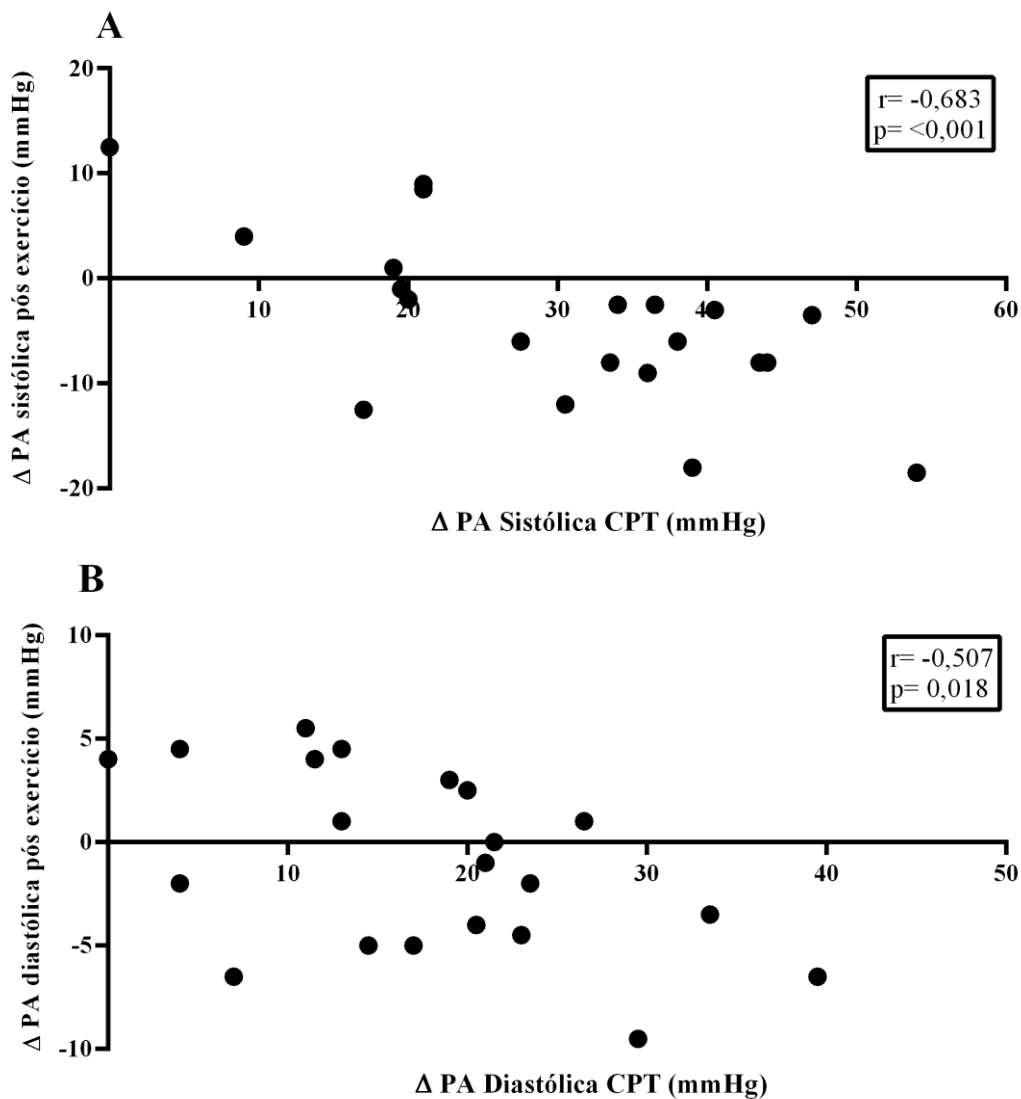 A
Δ PA sistólica pós exercício (mmHg)
20
10
0
-10
-20
10
20
30
40
50
60
r= -0,683
p= <0,001
Δ PA Sistólica CPT (mmHg)
B
Δ PA diastólica pós exercício (mmHg)
10
5
0
-5
-10
10
20
30
40
50
r= -0,507
p= 0,018
Δ PA Diastólica CPT (mmHg)